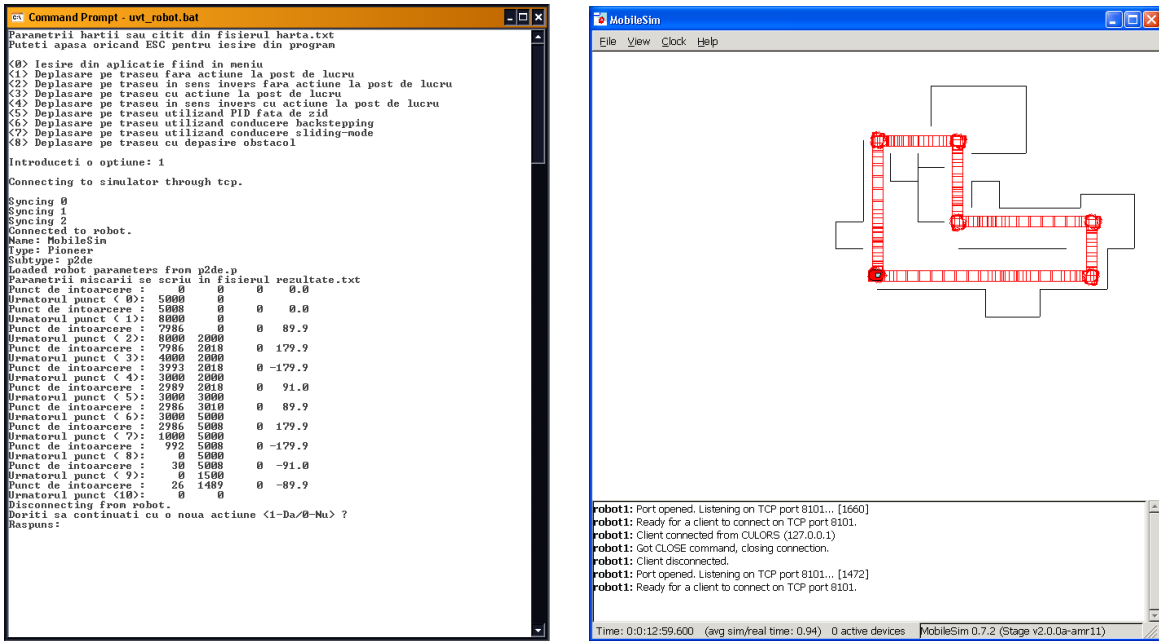 Command Prompt - uvt_robot.bat
Parametrii hartii sau citit din fisierul harta.txt
Puteti apasa oricand ESC pentru iesire din program
<0> Iesire din aplicatie fiind in meniu
<1> Deplasare pe traseu fara actiune la post de lucru
<2> Deplasare pe traseu in sens invers fara actiune la post de lucru
<3> Deplasare pe traseu cu actiune la post de lucru
<4> Deplasare pe traseu in sens invers cu actiune la post de lucru
<5> Deplasare pe traseu utilizand PID fata de zid
<6> Deplasare pe traseu utilizand conducere backstepping
<7> Deplasare pe traseu utilizand conducere sliding-mode
<8> Deplasare pe traseu cu depasire obstacol
Introduceti o optiune: 1
Connecting to simulator through tcp.
Syncing 0
Syncing 1
Syncing 2
Connected to robot.
Name: MobileSim
Type: Pioneer
Subtype: p2de
Loaded robot parameters from p2de.p
Parametrii miscarii se scriu in fisierul rezultate.txt
Punct de intoarcere : 0 0 0 0.0
Urmatorul punct ( 0): 5000 0
Punct de intoarcere : 5008 0 0 0.0
Urmatorul punct ( 1): 8000 0
Punct de intoarcere : 7986 0 0 89.9
Urmatorul punct ( 2): 8000 2000
Punct de intoarcere : 7986 2018 0 179.9
Urmatorul punct ( 3): 4000 2000
Punct de intoarcere : 3993 2018 0 -179.9
Urmatorul punct ( 4): 3000 2000
Punct de intoarcere : 2989 2018 0 91.0
Urmatorul punct ( 5): 3000 3000
Punct de intoarcere : 2986 3010 0 89.9
Urmatorul punct ( 6): 3000 5000
Punct de intoarcere : 2986 5008 0 179.9
Urmatorul punct ( 7): 1000 5000
Punct de intoarcere : 992 5008 0 -179.9
Urmatorul punct ( 8): 0 5000
Punct de intoarcere : 30 5008 0 -91.0
Urmatorul punct ( 9): 0 1500
Punct de intoarcere : 26 1489 0 -89.9
Urmatorul punct (10): 0 0
Disconnecting from robot.
Doriti sa continuati cu o noua actiune <1-Da/0-Nu> ?
Raspuns:
MobileSim
File View Clock Help
robot1: Port opened. Listening on TCP port 8101... [1660]
robot1: Ready for a client to connect on TCP port 8101.
robot1: Client connected from CULORS (127.0.0.1)
robot1: Got CLOSE command, closing connection.
robot1: Client disconnected.
robot1: Port opened. Listening on TCP port 8101... [1472]
robot1: Ready for a client to connect on TCP port 8101.
Time: 0:0:12:59.600 (avg sim/real time: 0.94) 0 active devices MobileSim 0.7.2 (Stage v2.0.0a-amr11)